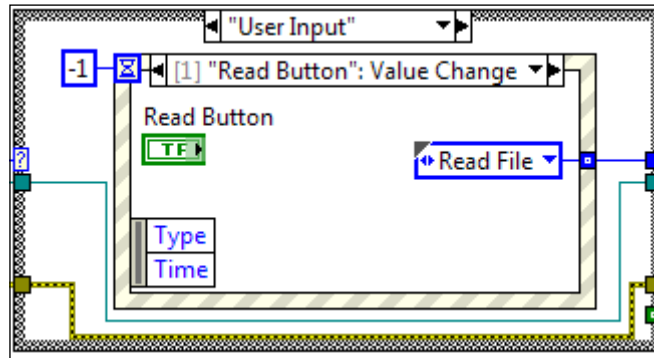 "User Input"
-1
[1] "Read Button": Value Change
Read Button
TF
?
Read File
Type
Time